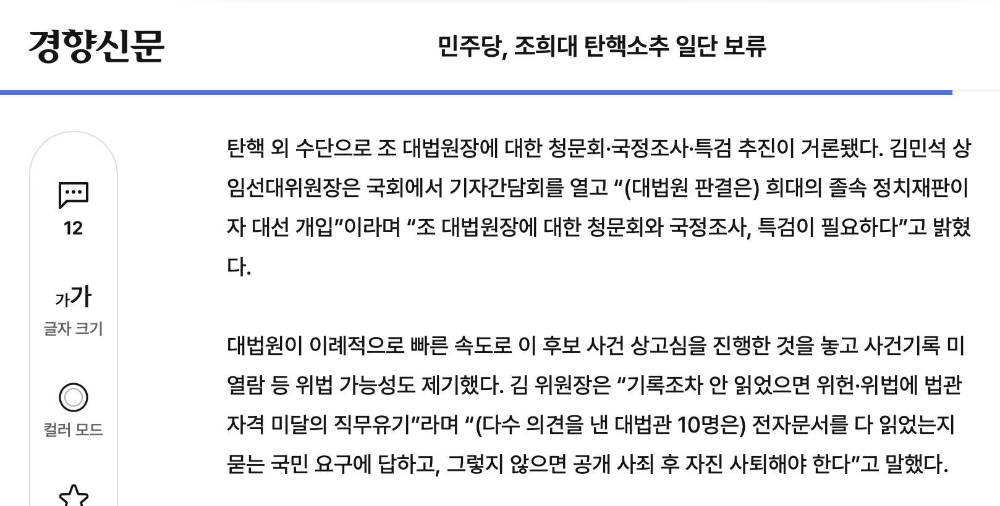 경향신문
민주당, 조희대 탄핵소추 일단 보류
12
가가
글자 크기
컬러 모드
탄핵 외 수단으로 조 대법원장에 대한 청문회·국정조사·특검 추진이 거론됐다. 김민석 상
임선대위원장은 국회에서 기자간담회를 열고 “(대법원 판결은) 희대의 졸속 정치재판이
자 대선 개입”이라며 “조 대법원장에 대한 청문회와 국정조사, 특검이 필요하다”고 밝혔
다.
대법원이 이례적으로 빠른 속도로 이 후보 사건 상고심을 진행한 것을 놓고 사건기록 미
열람 등 위법 가능성도 제기했다. 김 위원장은 “기록조차 안 읽었으면 위헌·위법에 법관
자격 미달의 직무유기”라며 “(다수 의견을 낸 대법관 10명은) 전자문서를 다 읽었는지
묻는 국민 요구에 답하고, 그렇지 않으면 공개 사죄 후 자진 사퇴해야 한다”고 말했다.